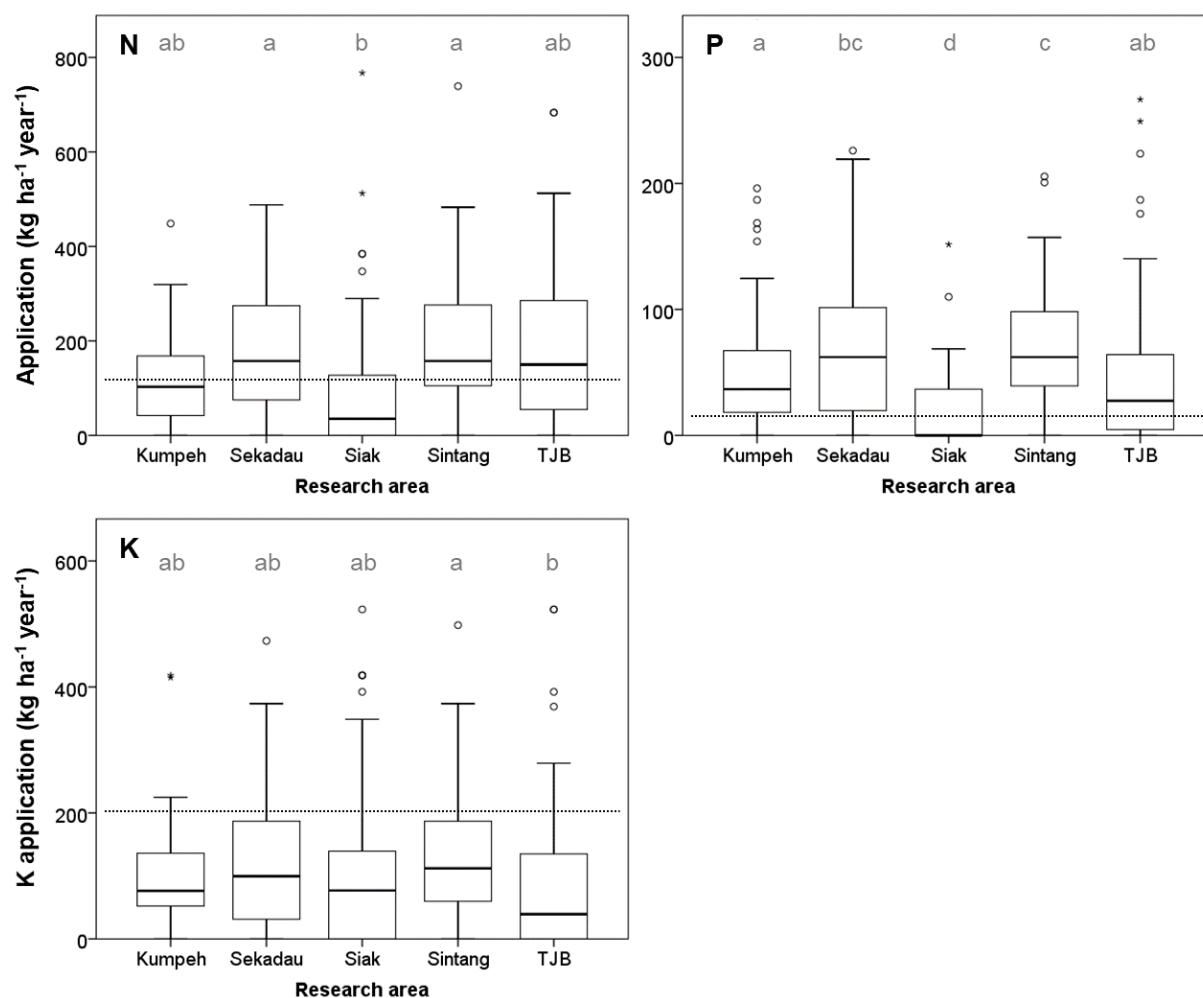 N
ab a b a ab
800
600
400
200
0
Application (kg ha⁻¹ year⁻¹)
Kumpeh Sekadau Siak Sintang TJB
Research area
P
a bc d c ab
300
200
100
0
Kumpeh Sekadau Siak Sintang TJB
Research area
K
ab ab ab a b
600
400
200
0
K application (kg ha⁻¹ year⁻¹)
Kumpeh Sekadau Siak Sintang TJB
Research area